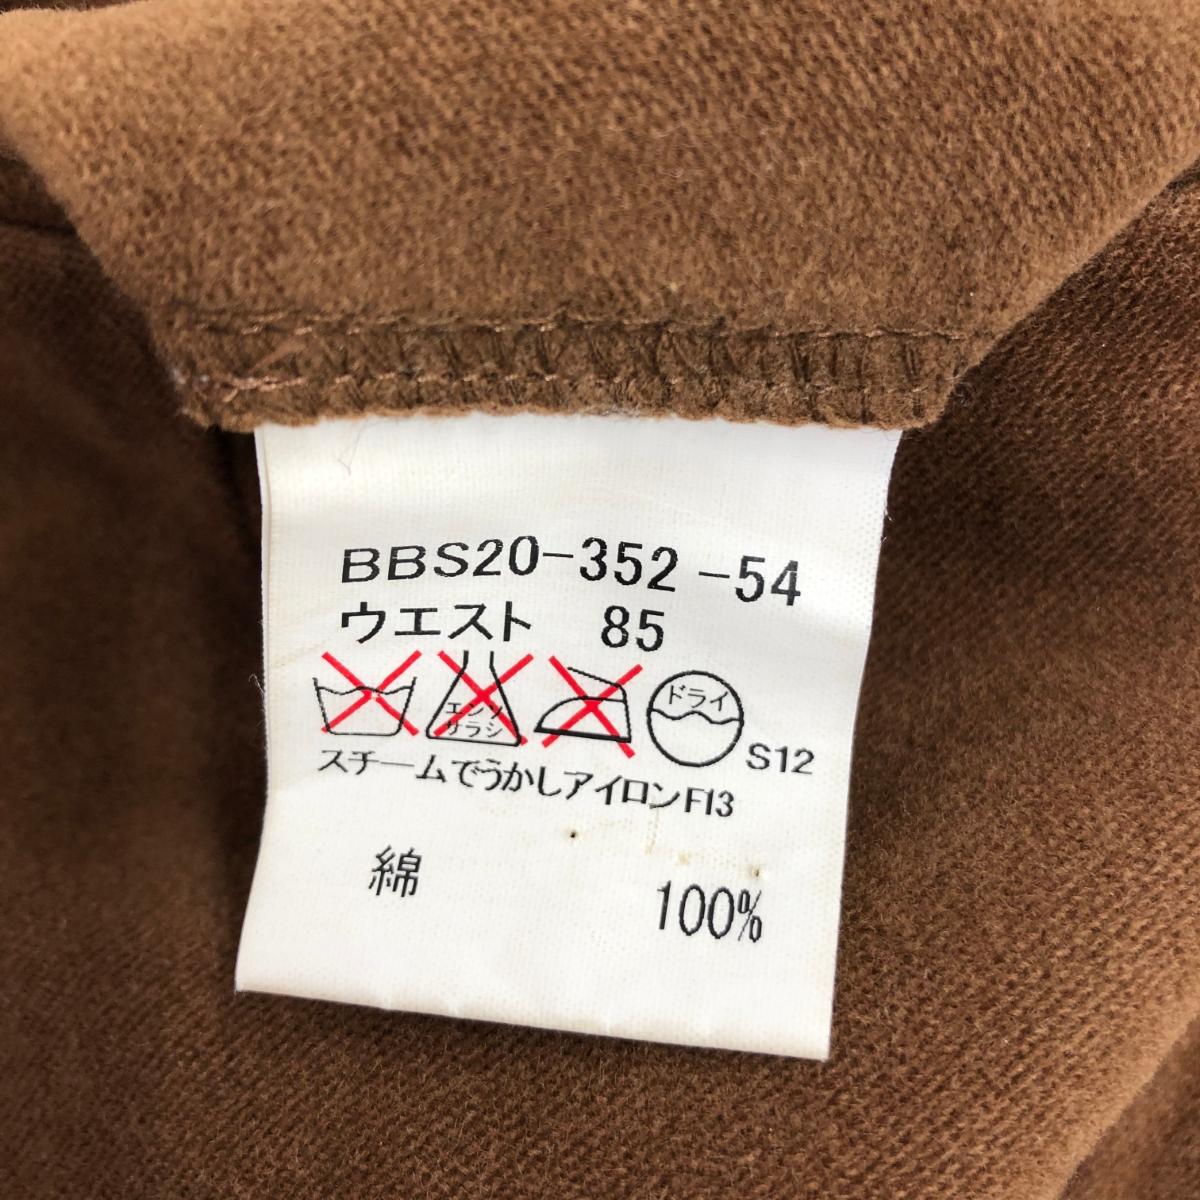 BBS20-352-54
ウエスト 85
エンソ
サラシ
ドライ
S12
スチームでうかしアイロンF13
綿 100%